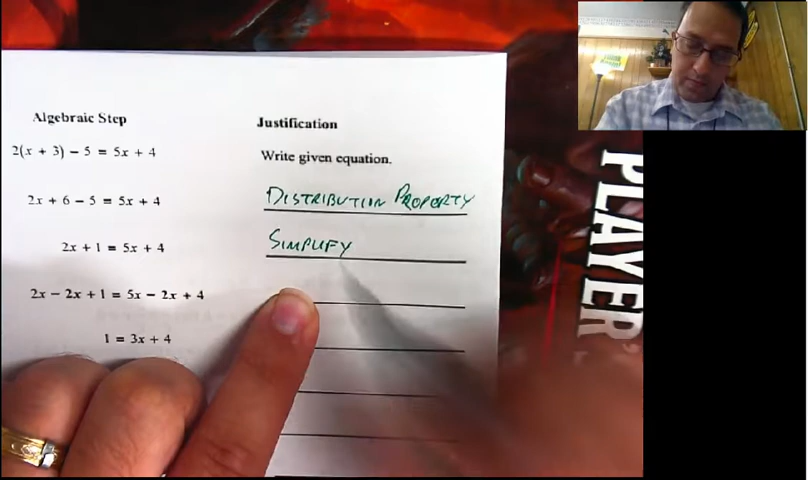 Algebraic Step
Justification
2(x + 3) − 5 = 5x + 4
Write given equation.
2x + 6 − 5 = 5x + 4
DISTRIBUTION PROPERTY
2x + 1 = 5x + 4
SIMPLIFY
2x − 2x + 1 = 5x − 2x + 4
1 = 3x + 4
PLAYER'